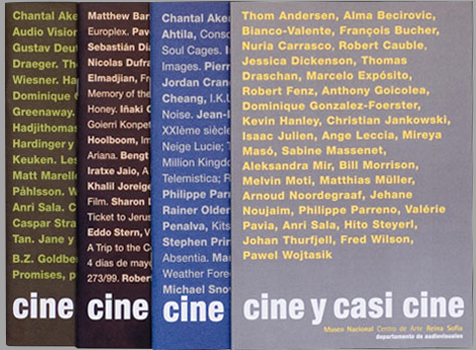 Chantal Ake
Audio Vision
Gustav Deut
Draeger. The
Wiesner. Ha
Dominique
Greenaway.
Hadjithomas
Hardinger y
Keuken. Les
Matt Marelle
Påhlsson. W
Anri Sala. C
Caspar Stra
Tan. Jane y
B.Z. Goldbe
Promises, p
cine
Matthew Bar
Europlex. Pav
Chantal Aker
Sebastián Dia
Nicolas Dufra
Elmadjian, Fr
Memory of the
Honey. Iñaki
Goierri Konpet
Hoolboom, Im
Ariana. Bengt
Iratxe Jaio, A
Khalil Joreige
Film. Sharon L
Ticket to Jerus
Eddo Stern, V
A Trip to the C
4 días de mayo
273/99. Robert
cine
Chantal Aker
Ahtila, Consol
Soul Cages. I
Images. Pierr
Jordan Crand
Cheang, I.K.U
Noise. Jean-L
XXIème siècle
Neige Lucie; T
Million Kingdo
Telemistica; R
Philippe Parre
Rainer Olden
Penalva, Kits
Stephen Prin
Absentia. Ma
Weather Fore
Michael Snow
cine
Thom Andersen, Alma Becirovic,
Bianco-Valente, François Bucher,
Nuria Carrasco, Robert Cauble,
Jessica Dickenson, Thomas
Draschan, Marcelo Expósito,
Robert Fenz, Anthony Goicolea,
Dominique Gonzalez-Foerster,
Kevin Hanley, Christian Jankowski,
Isaac Julien, Ange Leccia, Mireya
Masó, Sabine Massenet,
Aleksandra Mir, Bill Morrison,
Melvin Moti, Matthias Müller,
Arnoud Noordegraaf, Jehane
Noujaim, Philippe Parreno, Valérie
Pavia, Anri Sala, Hito Steyerl,
Johan Thurfjell, Fred Wilson,
Pawel Wojtasik
cine y casi cine
Museo Nacional Centro de Arte Reina Sofía
departamento de audiovisuales